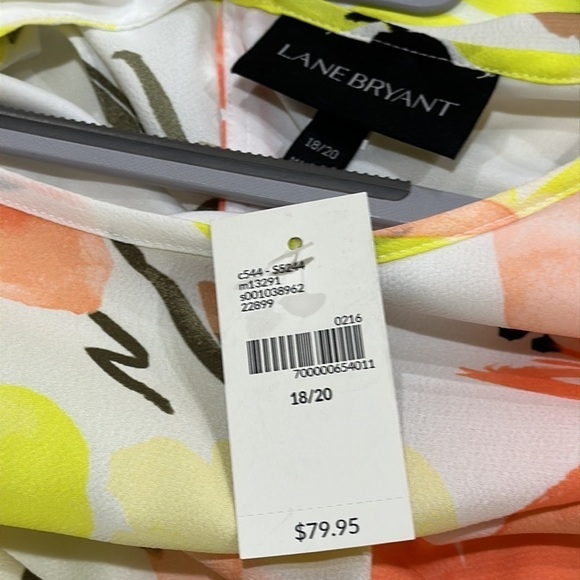 LANE BRYANT
18/20
c544 - S5244
m13291
s001038962
22899
0216
700000654011
18/20
$79.95